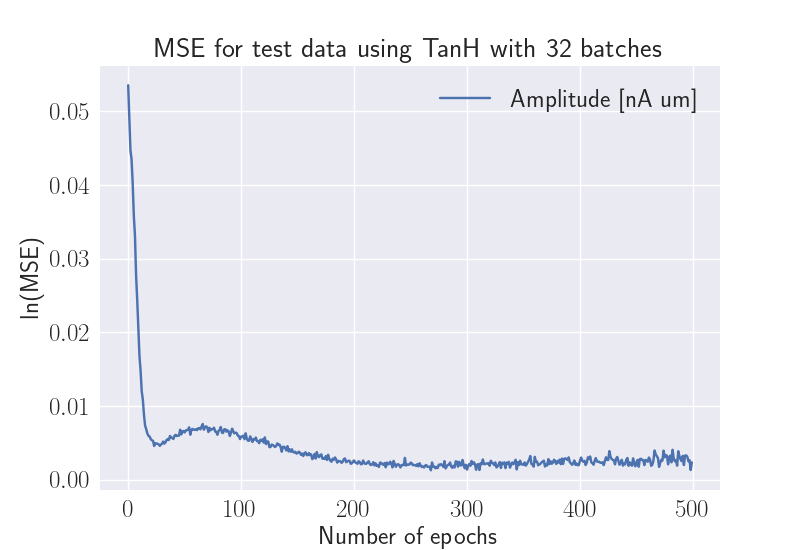 MSE for test data using TanH with 32 batches
Amplitude [nA um]
ln(MSE)
0.05
0.04
0.03
0.02
0.01
0.00
0 100 200 300 400 500
Number of epochs